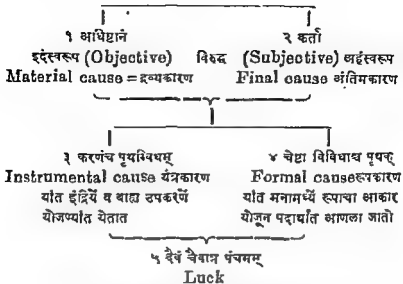 १ अधिष्ठानं २ कर्ता
इदंस्वरूप (Objective) विरुद्ध (Subjective) अहंस्वरूप
Material cause = द्रव्यकारण Final cause अंतिमकारण
३ करणंच पृथग्विधम् ४ चेष्टा विविधाश्च पृथक्
Instrumental cause यंत्रकारण Formal cause रूपकारण
यांत इंद्रियें व बाह्य उपकरणें यांत मनामध्यें रूपाचा आकार
योजण्यांत येतात योजून पदार्थांत आणला जातो
५ दैवं चैवात्र पंचमम्
Luck